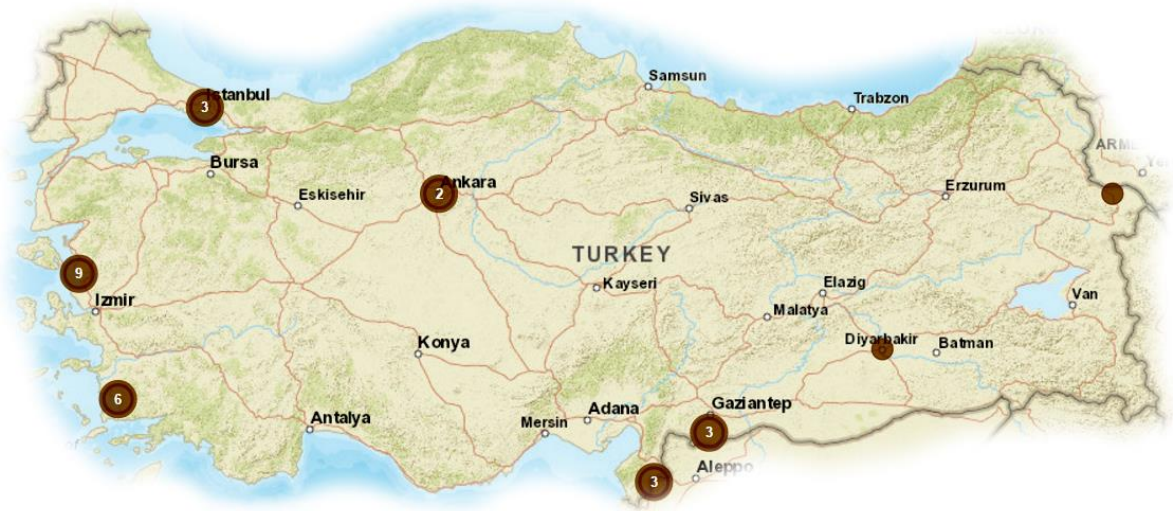 Samsun
Istanbul
3
Trabzon
Bursa
Ankara
2
Eskisehir
Sivas
Erzurum
TURKEY
9
Izmir
Kayseri
Elazig
Malatya
Van
Konya
Diyarbakir
Batman
6
Antalya
Mersin
Adana
Gaziantep
3
Aleppo
3